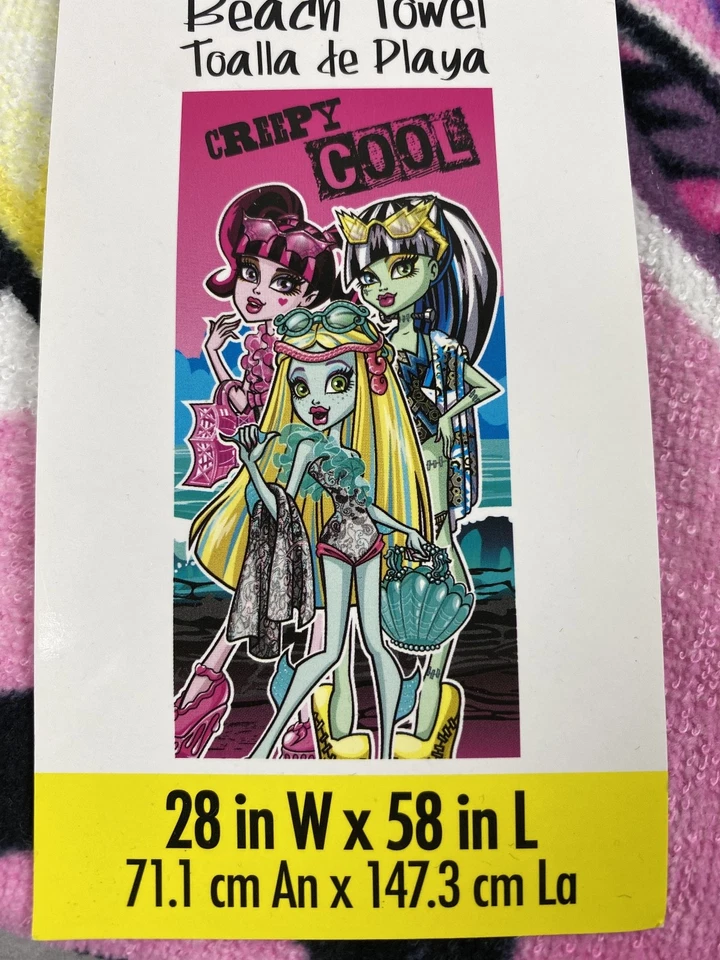 Beach Towel
Toalla de Playa
CREEPY
COOL
28 in W x 58 in L
71.1 cm An x 147.3 cm La